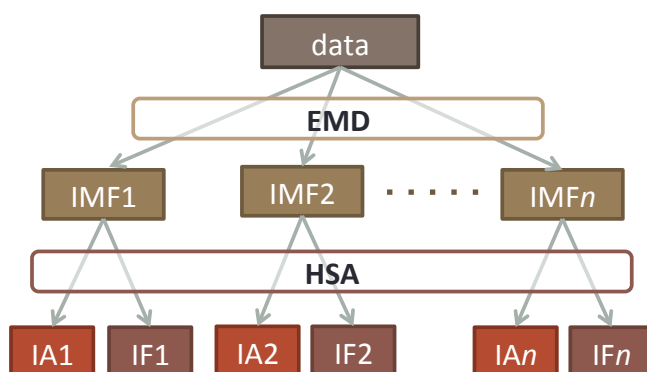 data
EMD
IMF1 IMF2 ..... IMFn
HSA
IA1 IF1 IA2 IF2 IAn IFn